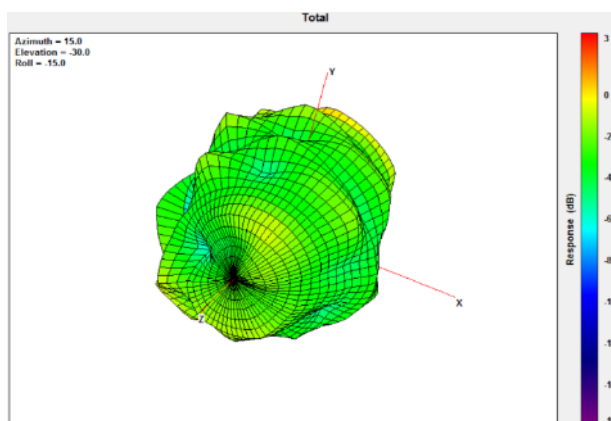 Total
Azimuth = 15.0
Elevation = -30.0
Roll = -15.0
Y
X
Z
Response (dB)
3
0
-2
-4
-6
-8